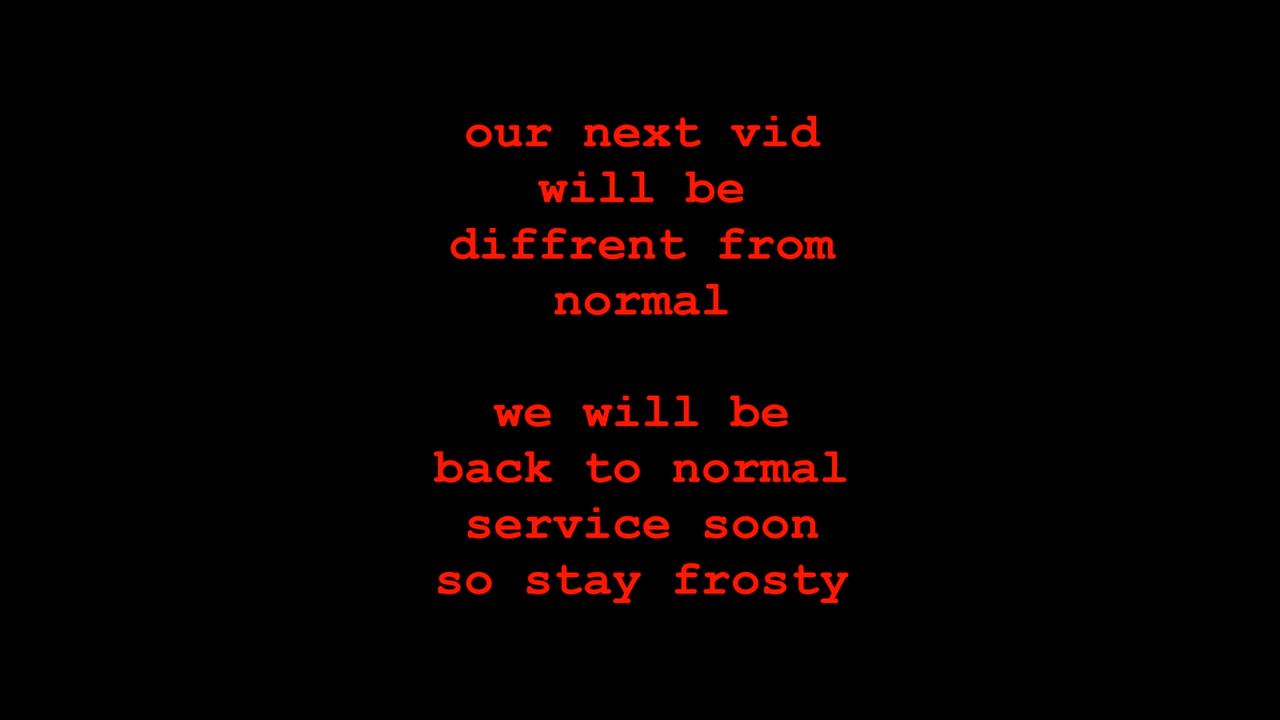 our next vid
will be
diffrent from
normal
we will be
back to normal
service soon
so stay frosty